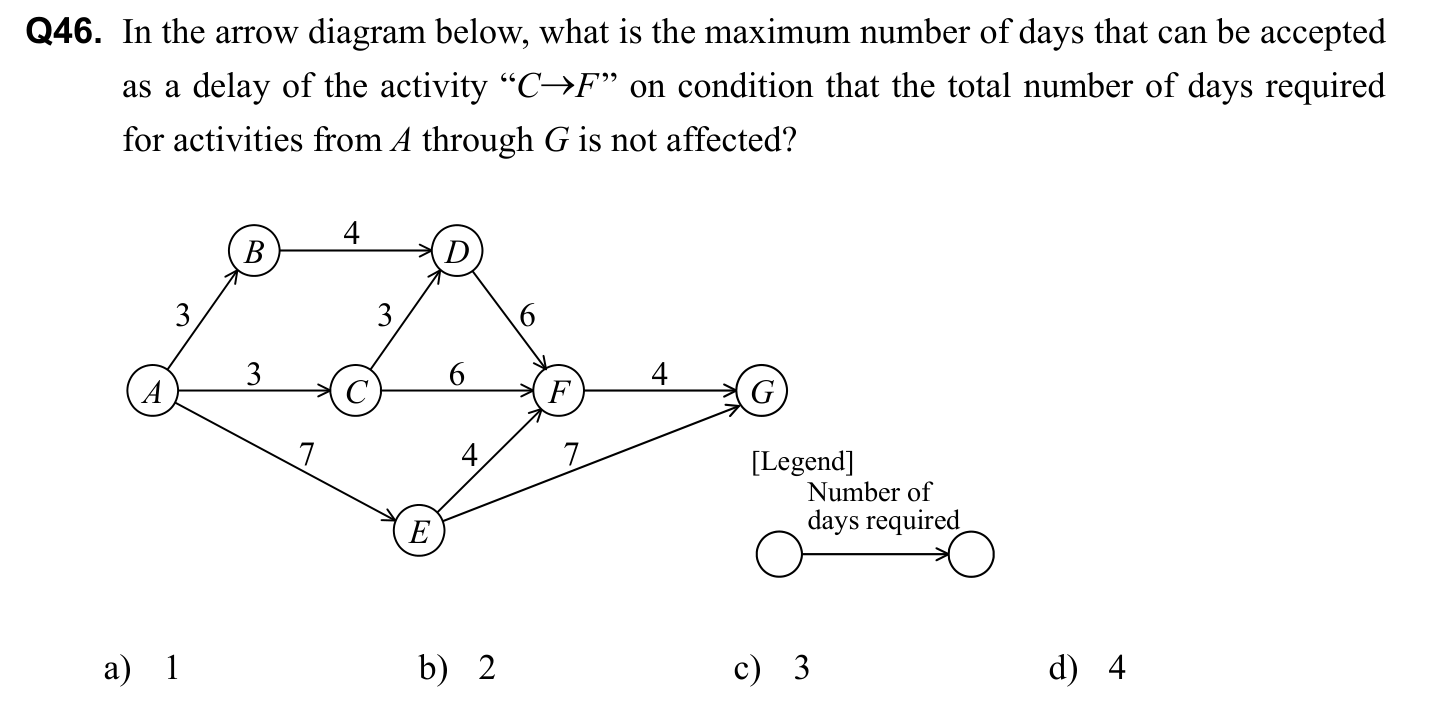 Q46. In the arrow diagram below, what is the maximum number of days that can be accepted
as a delay of the activity “C→F” on condition that the total number of days required
for activities from A through G is not affected?
4
B
D
3
3
6
3
6
4
A
C
F
G
7
4
7
[Legend]
Number of
days required
E
a) 1 b) 2 c) 3 d) 4